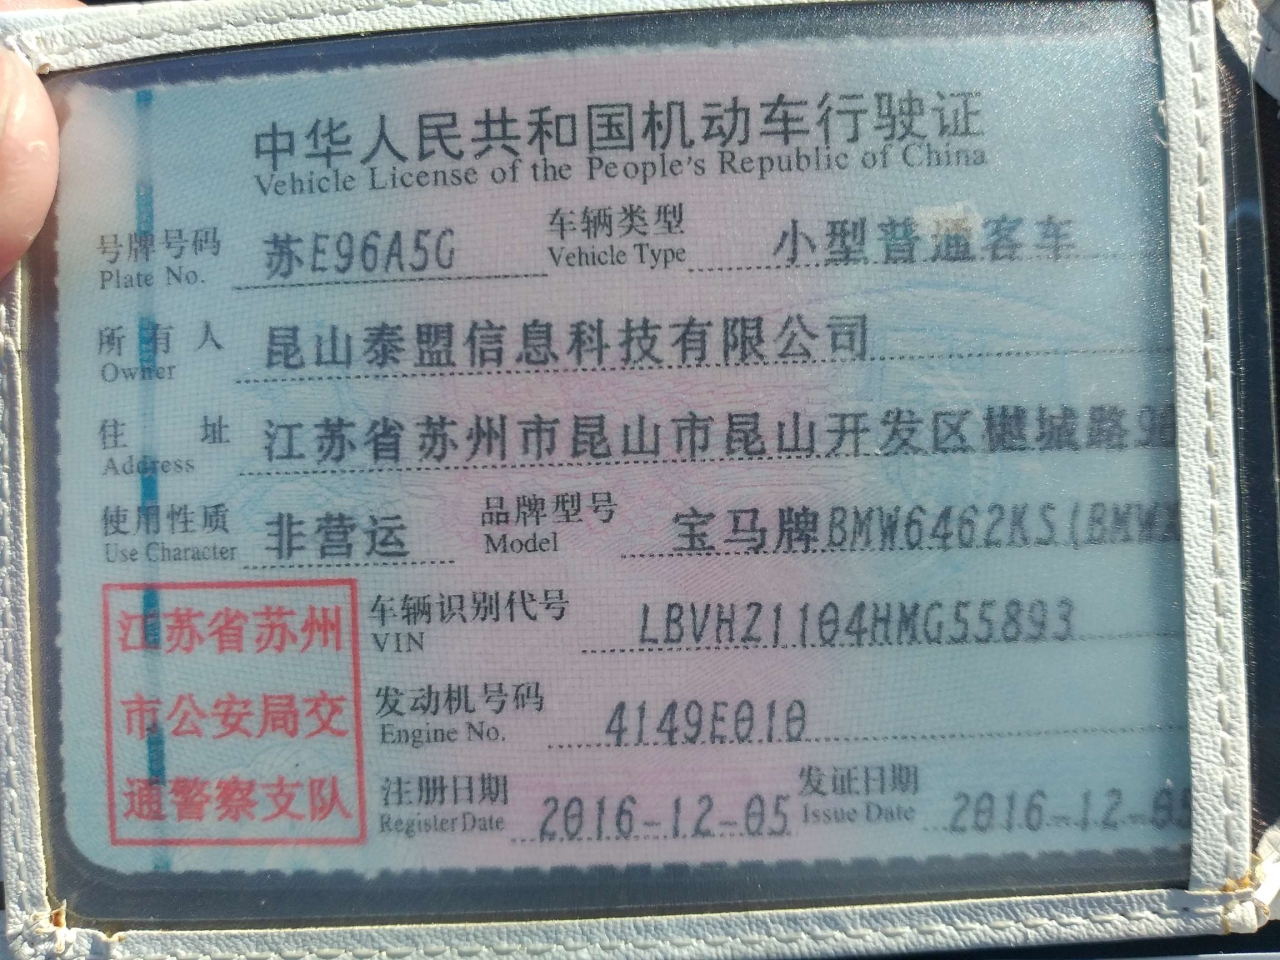 中华人民共和国机动车行驶证
Vehicle License of the People's Republic of China
号牌号码 苏E96A5G 车辆类型 小型普通客车
Plate No. Vehicle Type
所有人 昆山泰盟信息科技有限公司
Owner
住址 江苏省苏州市昆山市昆山开发区樾城路
Address
使用性质 非营运 品牌型号 宝马牌BMW6462KS(BMW
Use Character Model
江苏省苏州
市公安局交
通警察支队
车辆识别代号 LBVHZ1104HMG55893
VIN
发动机号码 4149E010
Engine No.
注册日期 2016-12-05 发证日期 2016-12-05
Register Date Issue Date